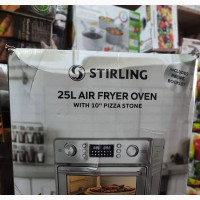 STIRLING
25L AIR FRYER OVEN
WITH 10" PIZZA STONE